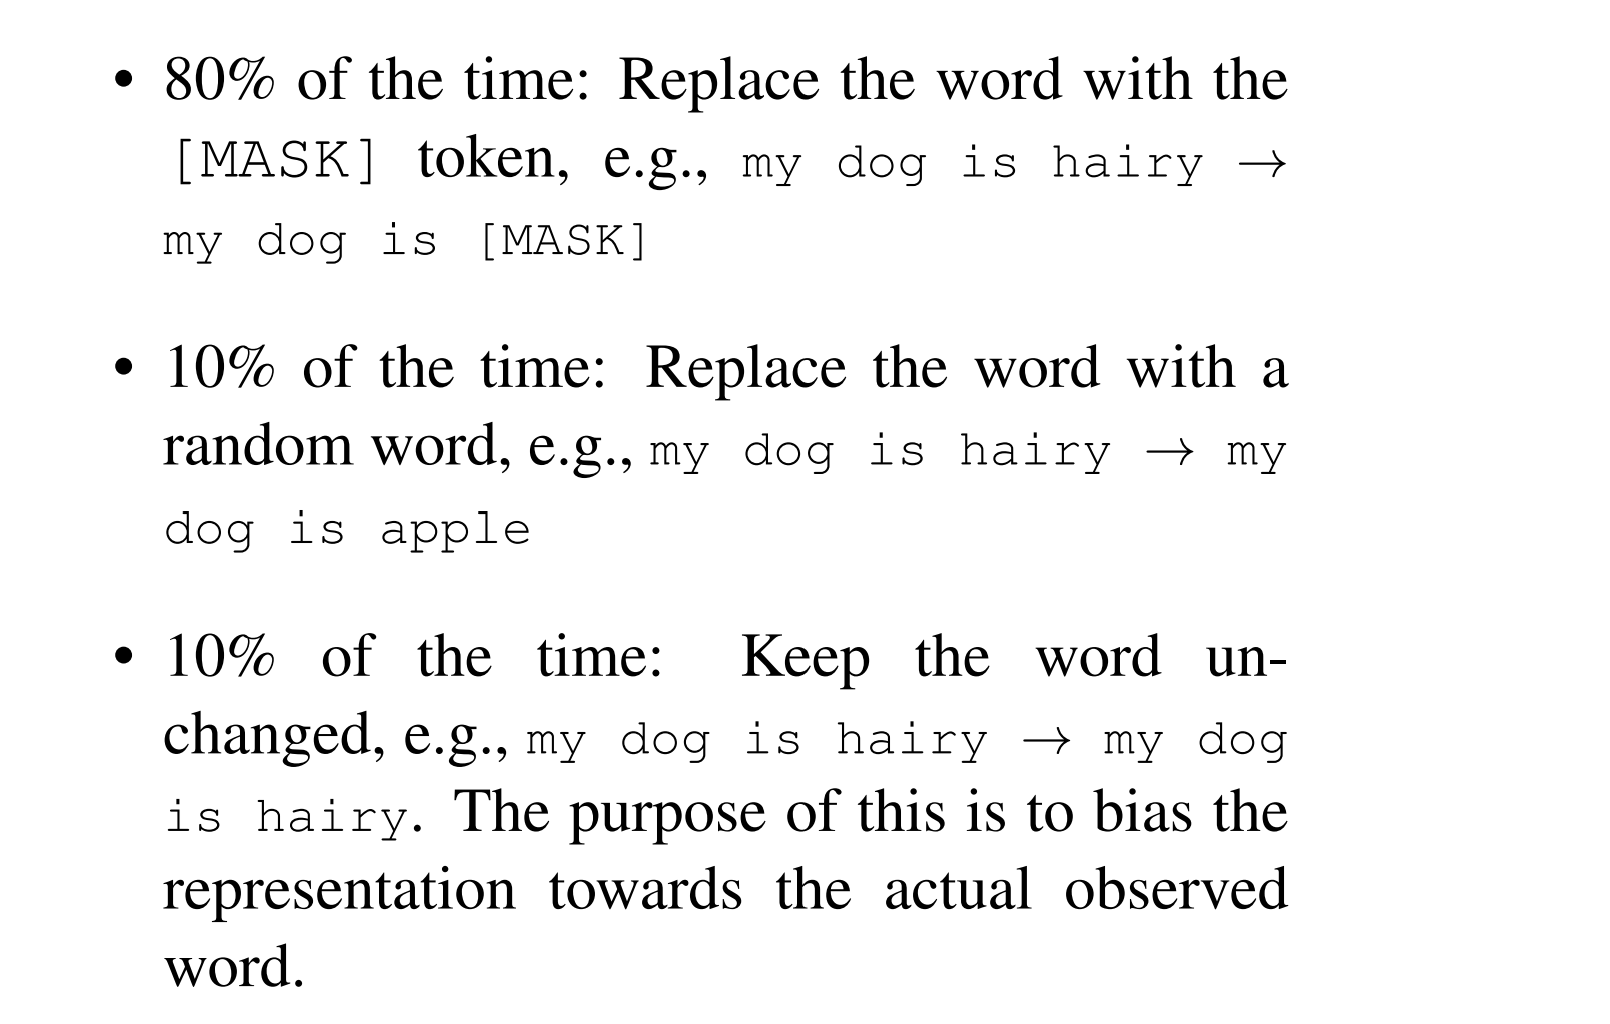 • 80% of the time: Replace the word with the
[MASK] token, e.g., my dog is hairy →
my dog is [MASK]
• 10% of the time: Replace the word with a
random word, e.g., my dog is hairy → my
dog is apple
• 10% of the time: Keep the word un-
changed, e.g., my dog is hairy → my dog
is hairy. The purpose of this is to bias the
representation towards the actual observed
word.